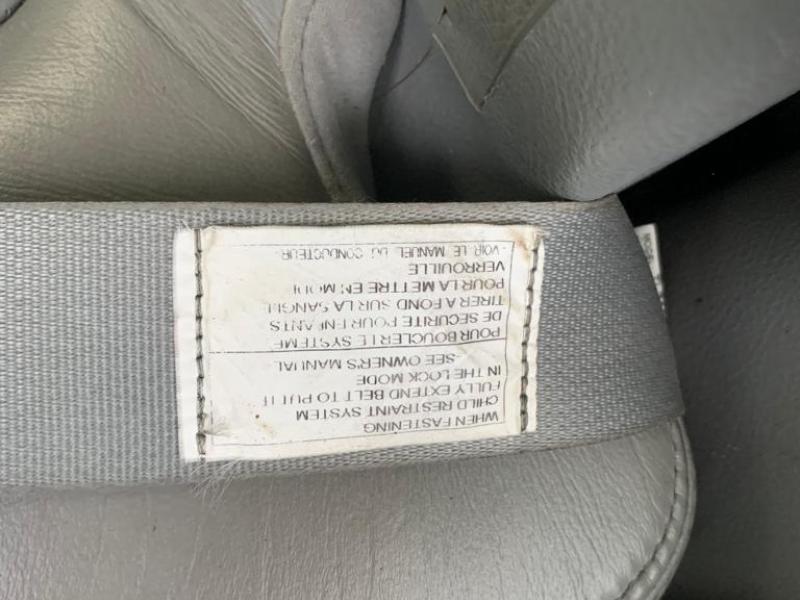 WHEN FASTENING
CHILD RESTRAINT SYSTEM
FULLY EXTEND BELT TO PUT IT
IN THE LOCK MODE
-SEE OWNER'S MANUAL-
POUR BOUCLER LE SYSTEME
DE SECURITE POUR ENFANTS
TIRER A FOND SUR LA SANGLE
POUR LA METTRE EN MODE
VERROUILLE
-VOIR LE MANUEL DU CONDUCTEUR-